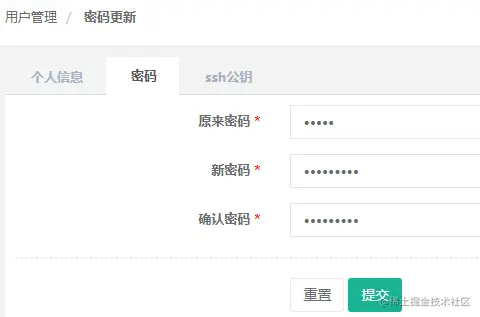 用户管理 / 密码更新
个人信息 密码 ssh公钥
原来密码 * •••••
新密码 * •••••••••
确认密码 * •••••••••
重置 提交
@稀土掘金技术社区